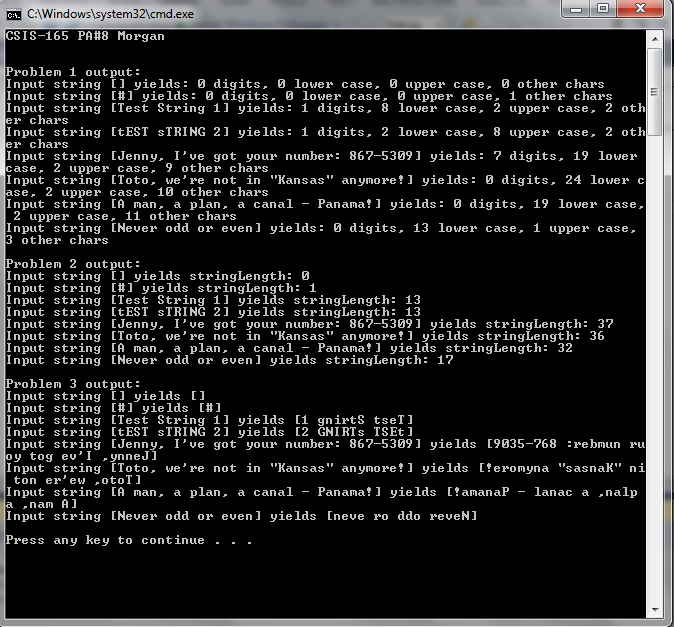 C:\Windows\system32\cmd.exe
CSIS-165 PA#8 Morgan
Problem 1 output:
Input string [] yields: 0 digits, 0 lower case, 0 upper case, 0 other chars
Input string [#] yields: 0 digits, 0 lower case, 0 upper case, 1 other chars
Input string [Test String 1] yields: 1 digits, 8 lower case, 2 upper case, 2 oth
er chars
Input string [tEST sTRING 2] yields: 1 digits, 2 lower case, 8 upper case, 2 oth
er chars
Input string [Jenny, I've got your number: 867-5309] yields: 7 digits, 19 lower
case, 2 upper case, 9 other chars
Input string [Toto, we're not in "Kansas" anymore!] yields: 0 digits, 24 lower c
ase, 2 upper case, 10 other chars
Input string [A man, a plan, a canal - Panama!] yields: 0 digits, 19 lower case,
 2 upper case, 11 other chars
Input string [Never odd or even] yields: 0 digits, 13 lower case, 1 upper case,
3 other chars
Problem 2 output:
Input string [] yields stringLength: 0
Input string [#] yields stringLength: 1
Input string [Test String 1] yields stringLength: 13
Input string [tEST sTRING 2] yields stringLength: 13
Input string [Jenny, I've got your number: 867-5309] yields stringLength: 37
Input string [Toto, we're not in "Kansas" anymore!] yields stringLength: 36
Input string [A man, a plan, a canal - Panama!] yields stringLength: 32
Input string [Never odd or even] yields stringLength: 17
Problem 3 output:
Input string [] yields []
Input string [#] yields [#]
Input string [Test String 1] yields [1 gnirtS tseT]
Input string [tEST sTRING 2] yields [2 GNIRTs TSEt]
Input string [Jenny, I've got your number: 867-5309] yields [9035-768 :rebmun ru
oy tog ev'I ,ynneJ]
Input string [Toto, we're not in "Kansas" anymore!] yields [!eromyna "sasnaK" ni
 ton er'ew ,otoT]
Input string [A man, a plan, a canal - Panama!] yields [!amanaP - lanac a ,nalp
a ,nam A]
Input string [Never odd or even] yields [neve ro ddo reveN]
Press any key to continue . . .